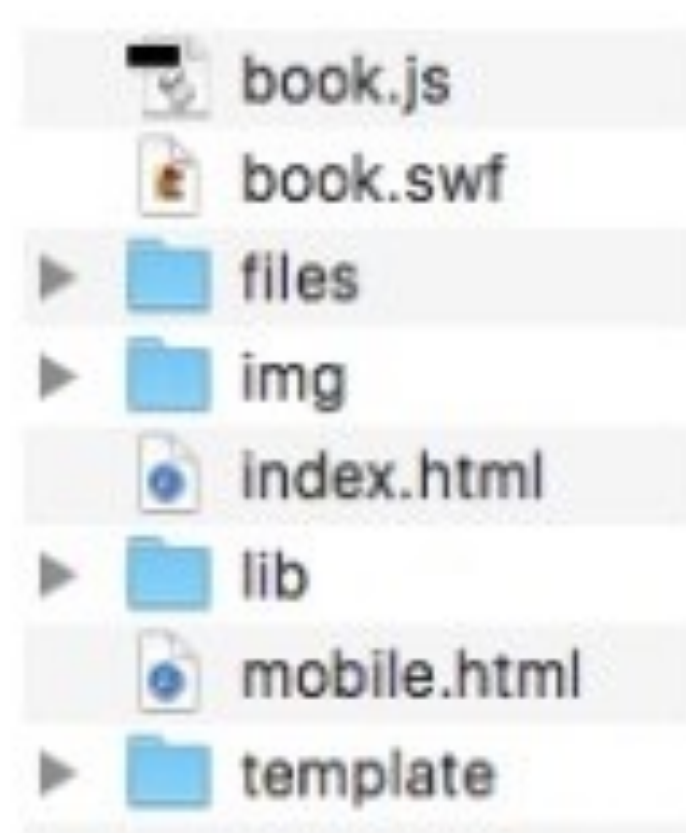 book.js
book.swf
files
img
index.html
lib
mobile.html
template